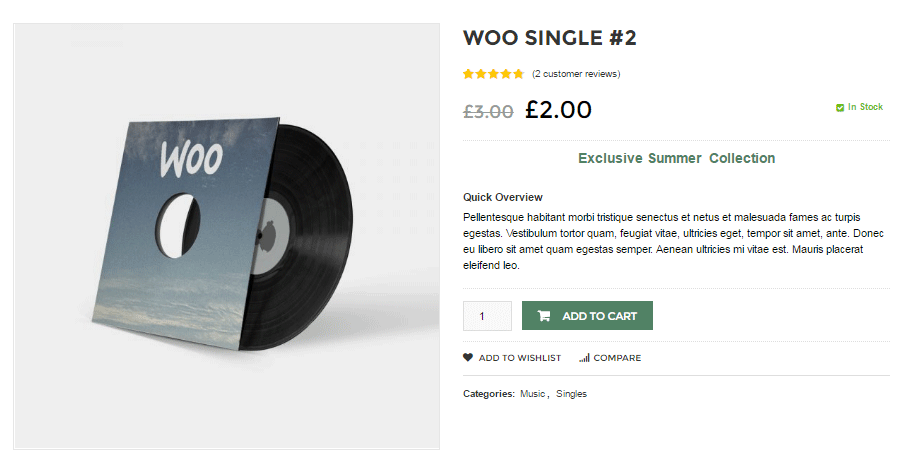 WOO SINGLE #2
(2 customer reviews)
£3.00 £2.00
In Stock
Exclusive Summer Collection
Quick Overview
Pellentesque habitant morbi tristique senectus et netus et malesuada fames ac turpis
egestas. Vestibulum tortor quam, feugiat vitae, ultricies eget, tempor sit amet, ante. Donec
eu libero sit amet quam egestas semper. Aenean ultricies mi vitae est. Mauris placerat
eleifend leo.
1 ADD TO CART
ADD TO WISHLIST COMPARE
Categories: Music, Singles
Woo